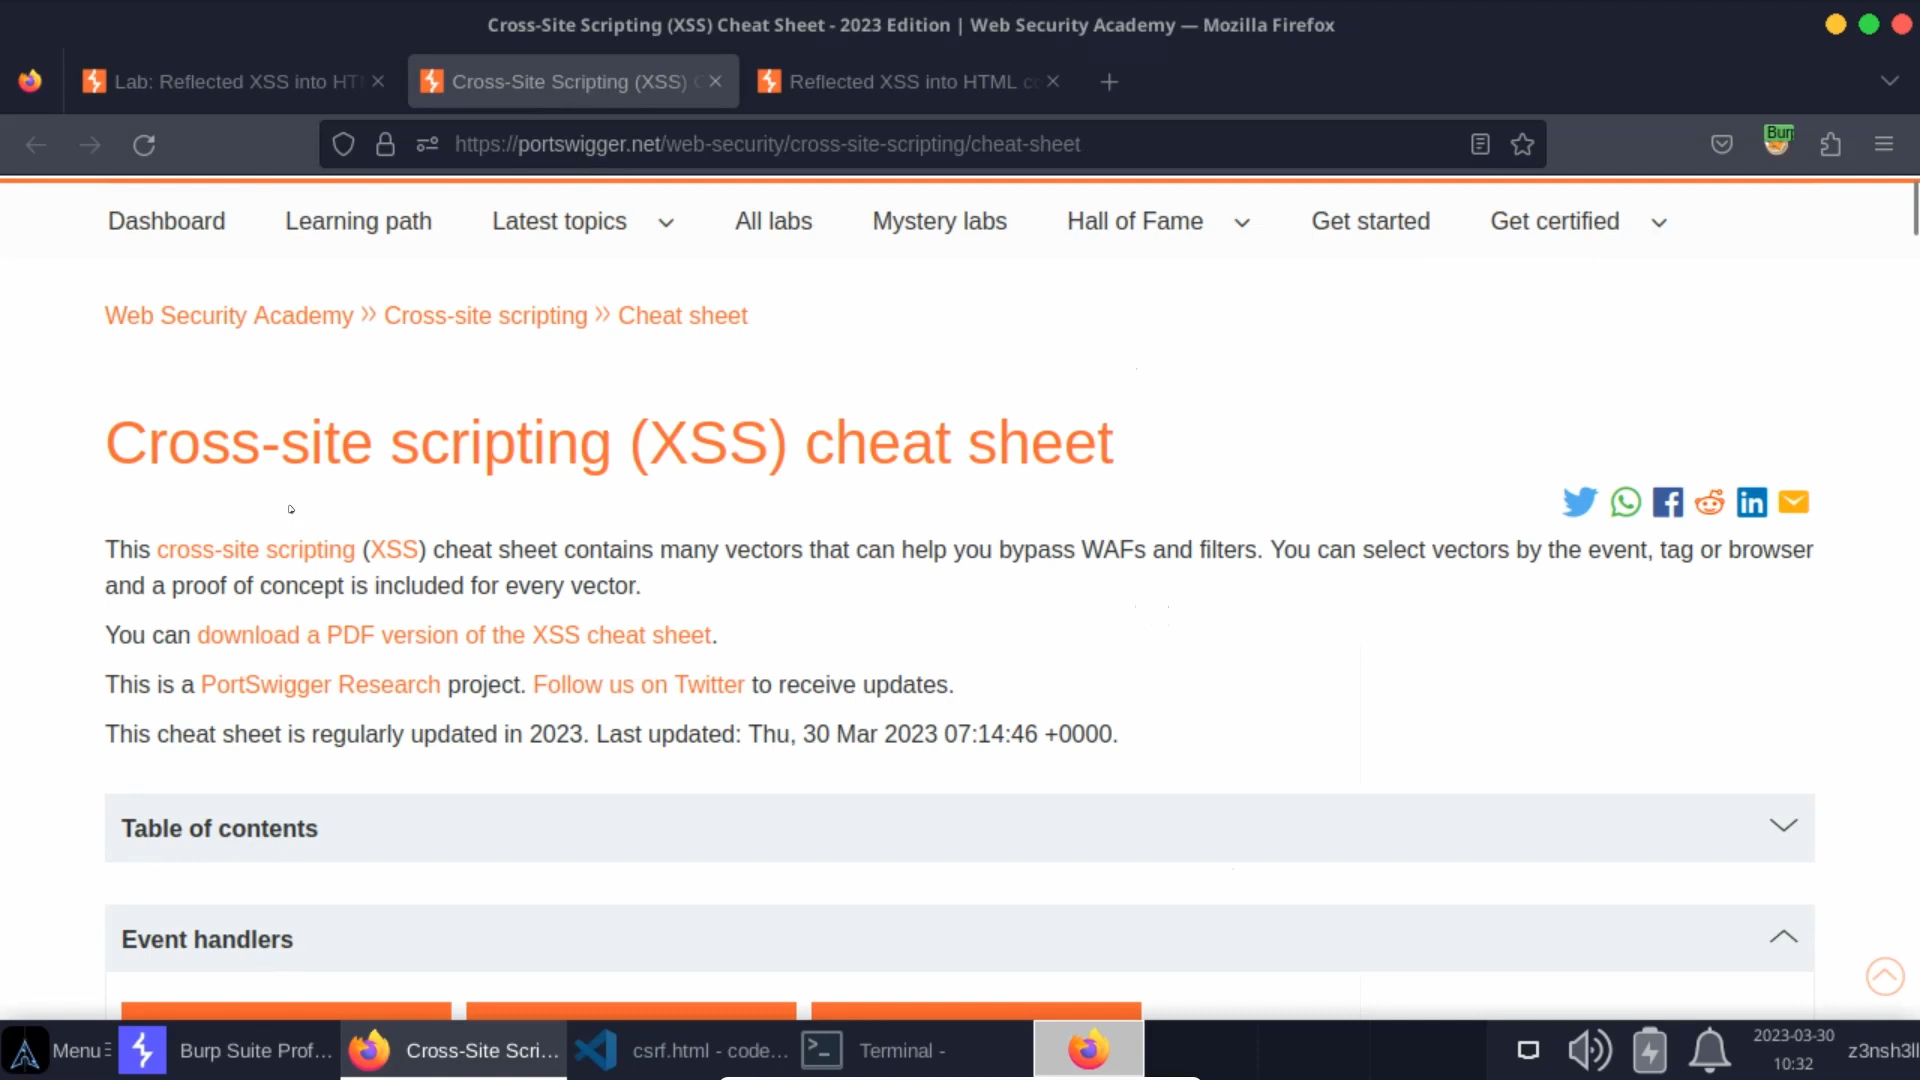 Cross-Site Scripting (XSS) Cheat Sheet - 2023 Edition | Web Security Academy — Mozilla Firefox
Lab: Reflected XSS into HT
Cross-Site Scripting (XSS) C
Reflected XSS into HTML co
https://portswigger.net/web-security/cross-site-scripting/cheat-sheet
Burp
Dashboard Learning path Latest topics All labs Mystery labs Hall of Fame Get started Get certified
Web Security Academy » Cross-site scripting » Cheat sheet
Cross-site scripting (XSS) cheat sheet
This cross-site scripting (XSS) cheat sheet contains many vectors that can help you bypass WAFs and filters. You can select vectors by the event, tag or browser
and a proof of concept is included for every vector.
You can download a PDF version of the XSS cheat sheet.
This is a PortSwigger Research project. Follow us on Twitter to receive updates.
This cheat sheet is regularly updated in 2023. Last updated: Thu, 30 Mar 2023 07:14:46 +0000.
Table of contents
Event handlers
Menu
Burp Suite Prof...
Cross-Site Scri...
csrf.html - code...
Terminal -
2023-03-30
10:32
z3nsh3ll